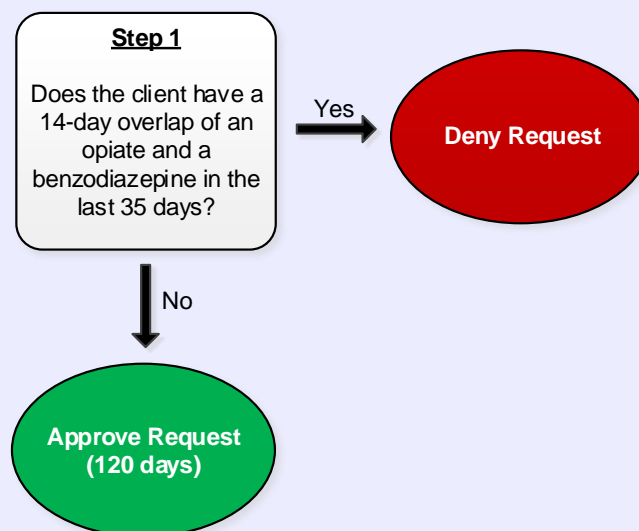 Step 1
Does the client have a
14-day overlap of an
opiate and a
benzodiazepine in the
last 35 days?
Yes
Deny Request
No
Approve Request
(120 days)